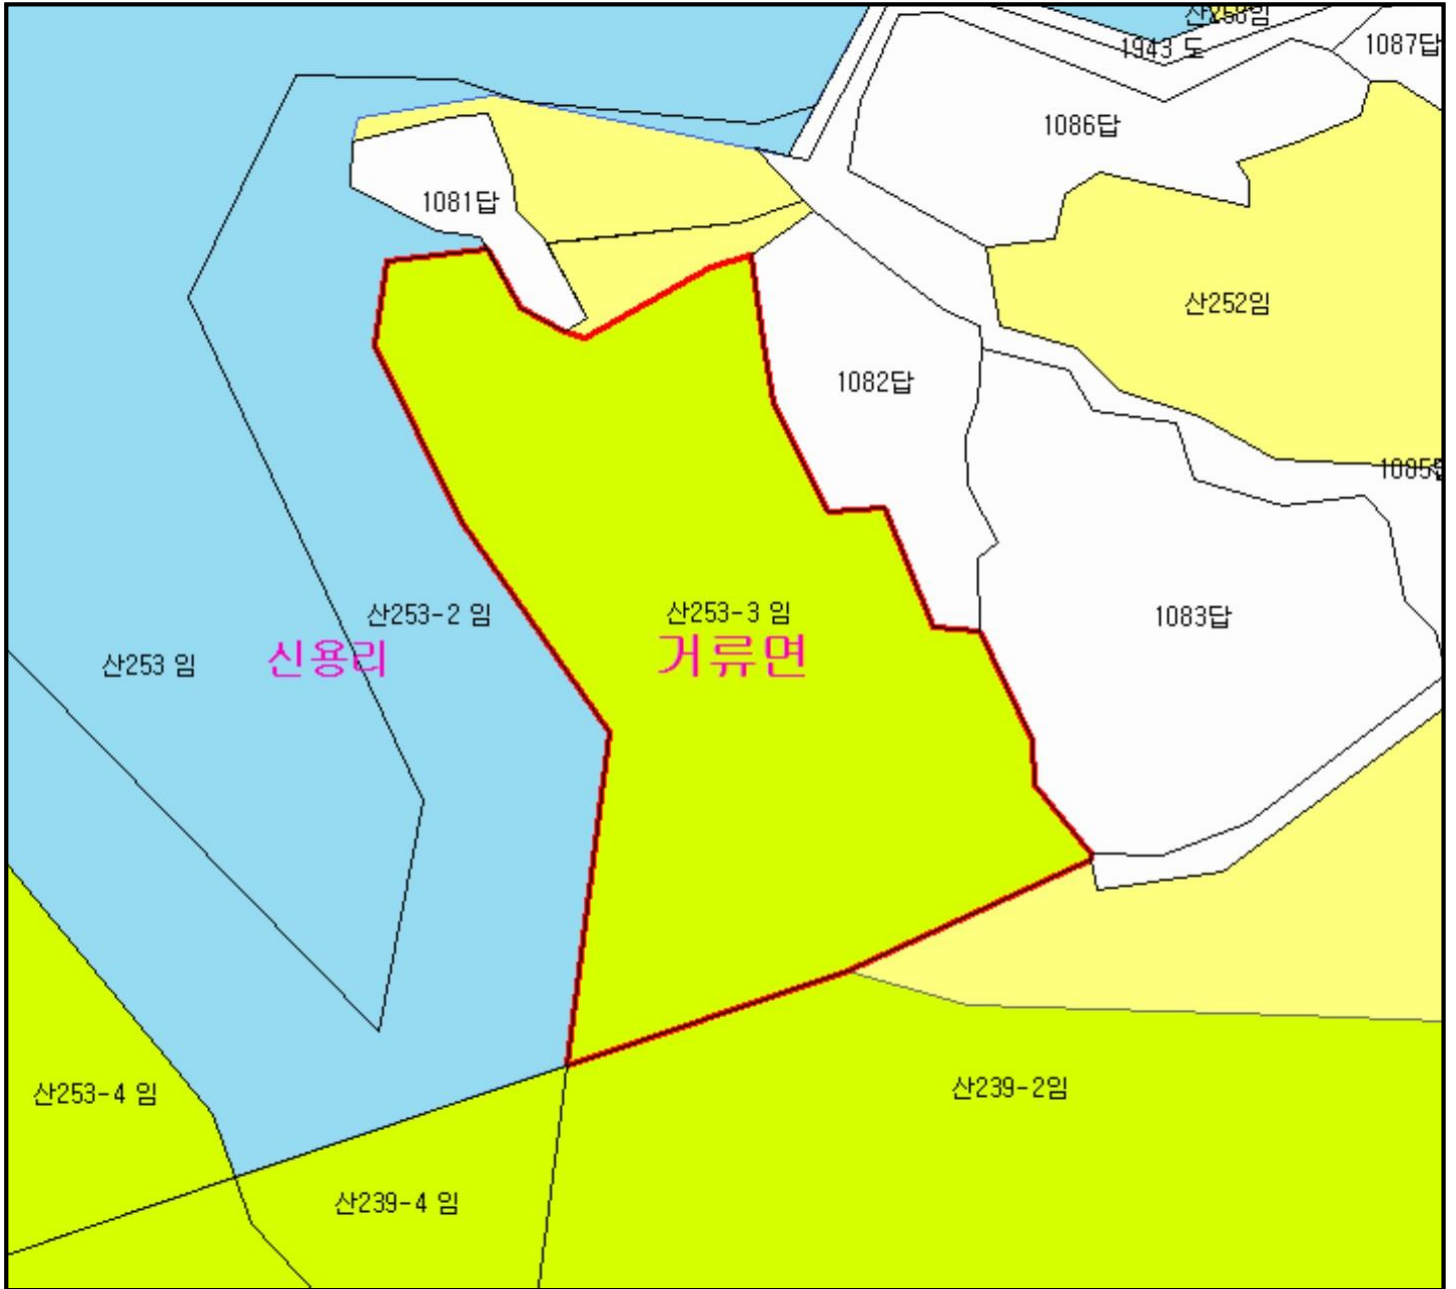 1943 도
1087답
1086답
1081답
산252임
1082답
산253-2 임
산253-3 임
1083답
산253 임
신용리
거류면
산253-4 임
산239-2임
산239-4 임